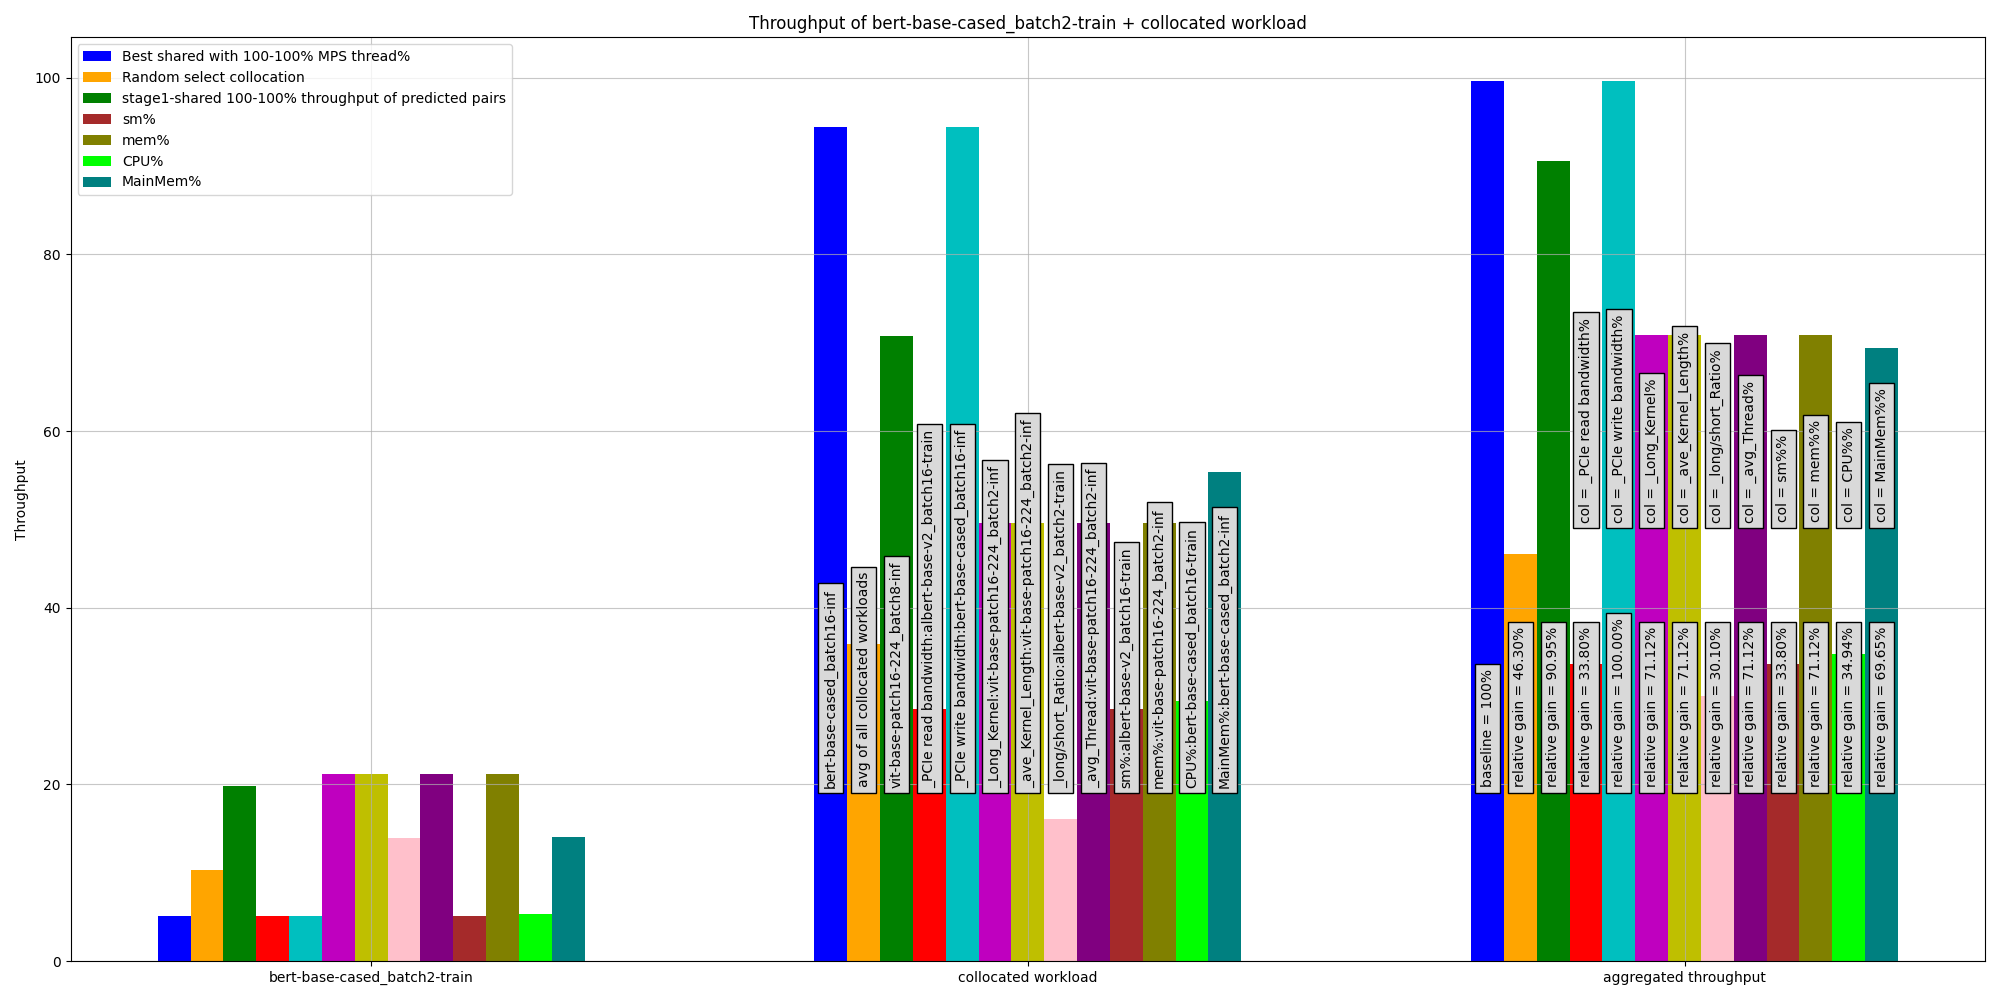 Throughput of bert-base-cased_batch2-train + collocated workload
Best shared with 100-100% MPS thread%
Random select collocation
stage1-shared 100-100% throughput of predicted pairs
sm%
mem%
CPU%
MainMem%
Throughput
100
80
60
40
20
0
bert-base-cased_batch16-inf
avg of all collocated workloads
vit-base-patch16-224_batch8-inf
_PCIe read bandwidth:albert-base-v2_batch16-train
_PCIe write bandwidth:bert-base-cased_batch16-inf
_Long_Kernel:vit-base-patch16-224_batch2-inf
_ave_Kernel_Length:vit-base-patch16-224_batch2-inf
_long/short_Ratio:albert-base-v2_batch2-train
_avg_Thread:vit-base-patch16-224_batch2-inf
sm%:albert-base-v2_batch16-train
mem%:vit-base-patch16-224_batch2-inf
CPU%:bert-base-cased_batch16-train
MainMem%:bert-base-cased_batch2-inf
col = _PCIe read bandwidth%
col = _PCIe write bandwidth%
col = _Long_Kernel%
col = _ave_Kernel_Length%
col = _long/short_Ratio%
col = _avg_Thread%
col = sm%%
col = mem%%
col = CPU%%
col = MainMem%%
baseline = 100%
relative gain = 46.30%
relative gain = 90.95%
relative gain = 33.80%
relative gain = 100.00%
relative gain = 71.12%
relative gain = 71.12%
relative gain = 30.10%
relative gain = 71.12%
relative gain = 33.80%
relative gain = 71.12%
relative gain = 34.94%
relative gain = 69.65%
bert-base-cased_batch2-train
collocated workload
aggregated throughput